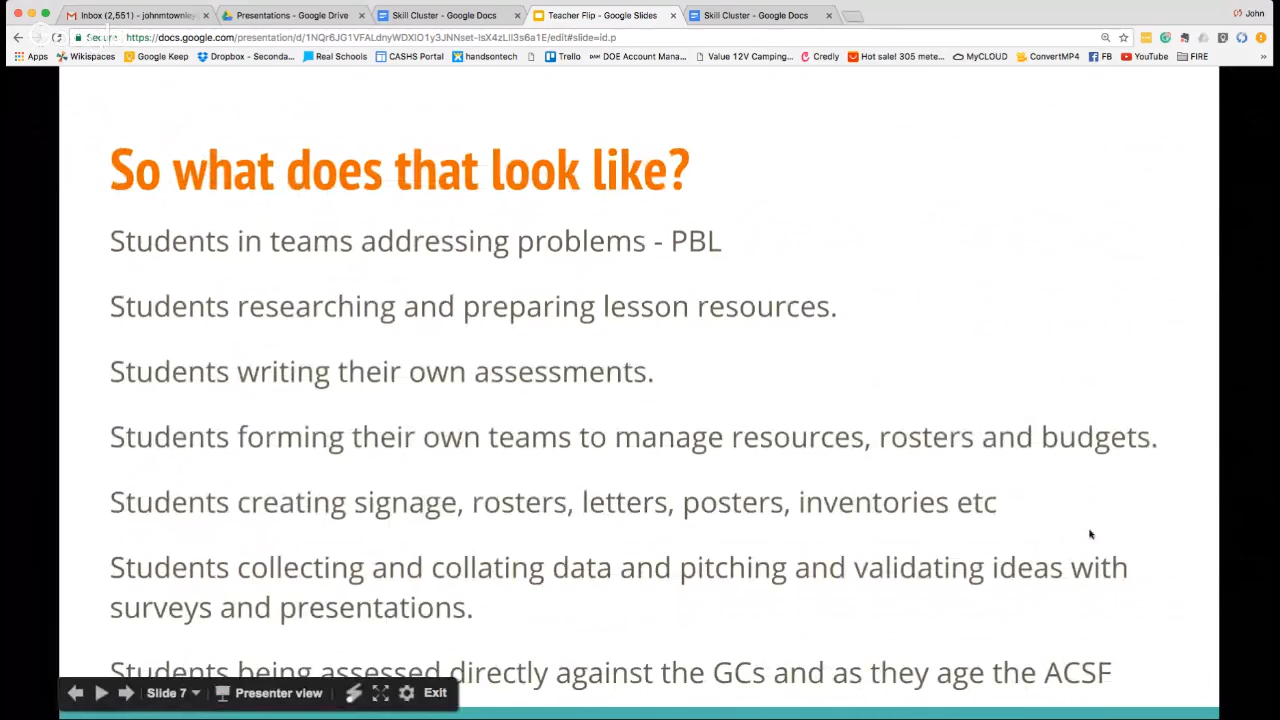 Inbox (2,551) - johnmtownley
Presentations - Google Drive
Skill Cluster - Google Docs
Teacher Flip - Google Slides
Skill Cluster - Google Docs
John
Secure
https://docs.google.com/presentation/d/1NQr6JG1VFALdnyWDXIO1y3JNNset-IsX4zLlI3s6a1E/edit#slide=id.p
Apps Wikispaces Google Keep Dropbox - Seconda... Real Schools CASHS Portal handsontech Trollo DOE Account Mana... Value 12V Camping... Credly Hot sale! 305 mete... MyCLOUD ConvertMP4 FB YouTube FIRE
So what does that look like?
Students in teams addressing problems - PBL
Students researching and preparing lesson resources.
Students writing their own assessments.
Students forming their own teams to manage resources, rosters and budgets.
Students creating signage, rosters, letters, posters, inventories etc
Students collecting and collating data and pitching and validating ideas with
surveys and presentations.
Students being assessed directly against the GCs and as they age the ACSF
Slide 7
Presenter view
Exit